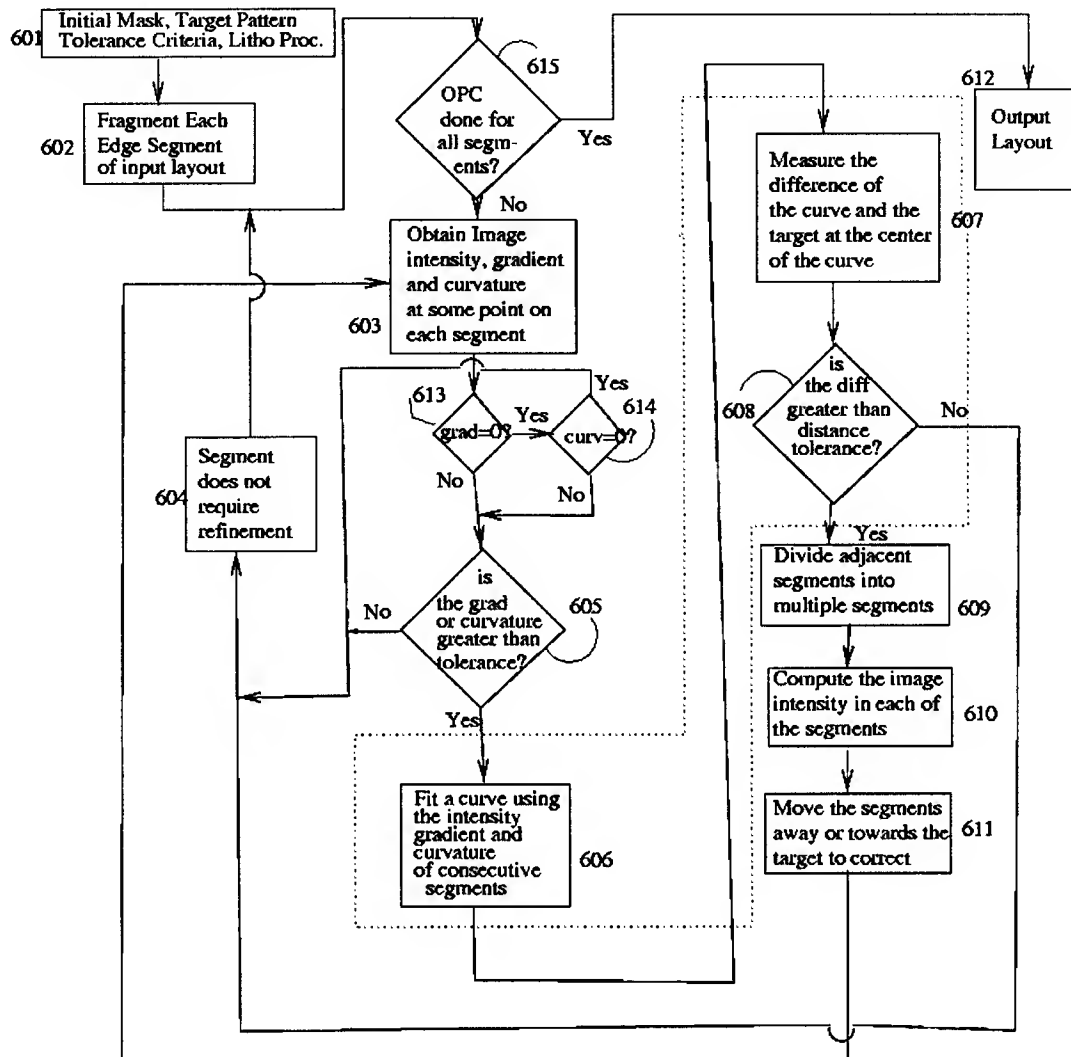 601
Initial Mask, Target Pattern
Tolerance Criteria, Litho Proc.
602
Fragment Each
Edge Segment
of input layout
615
OPC
done for
all segm-
ents?
Yes
No
612
Output
Layout
603
Obtain Image
intensity, gradient
and curvature
at some point on
each segment
613
grad=0?
Yes
No
614
curv=0?
Yes
No
604
Segment
does not
require
refinement
605
is
the grad
or curvature
greater than
tolerance?
No
Yes
606
Fit a curve using
the intensity
gradient and
curvature
of consecutive
segments
607
Measure the
difference of
the curve and the
target at the center
of the curve
608
is
the diff
greater than
distance
tolerance?
No
Yes
609
Divide adjacent
segments into
multiple segments
610
Compute the image
intensity in each of
the segments
611
Move the segments
away or towards the
target to correct